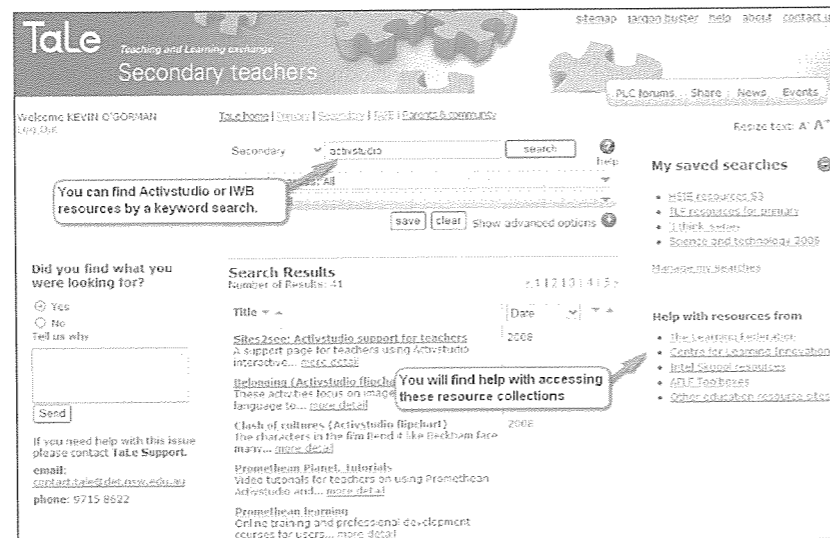 TaLe
Teaching and Learning exchange
Secondary teachers
sitemap jargon buster help about contact u
PLC forums Share News Events
Welcome KEVIN O'GORMAN
Log Out
TaLe home | Primary | Secondary | TAFE | Parents & community
Resize text: A- A+
Secondary activstudio search
help
: All
You can find Activstudio or IWB
resources by a keyword search.
save clear Show advanced options
My saved searches
HSIE resources S3
TLF resources for primary
Science and technology 2006
Manage my searches
Did you find what you
were looking for?
Yes
No
Tell us why
Send
If you need help with this issue
please contact TaLe Support.
email:
contact.tale@det.nsw.edu.au
phone: 9715 8622
Search Results
Number of Results: 41
< 1 | 2 | 3 | 4 | 5 >
Title Date
Sites2see: Activstudio support for teachers 2008
A support page for teachers using Activstudio
interactive... more detail
Belonging (Activstudio flipcha
These activities focus on image
language to... more detail
You will find help with accessing
these resource collections
Clash of cultures (Activstudio flipchart) 2008
The characters in the film Bend it like Beckham face
many... more detail
Promethean Planet. Tutorials
Video tutorials for teachers on using Promethean
Activstudio and... more detail
Promethean learning
Online training and professional development
courses for users... more detail
Help with resources from
The Learning Federation
Centre for Learning Innovation
Intel Skoool resources
AFLF Toolboxes
Other education resource sites